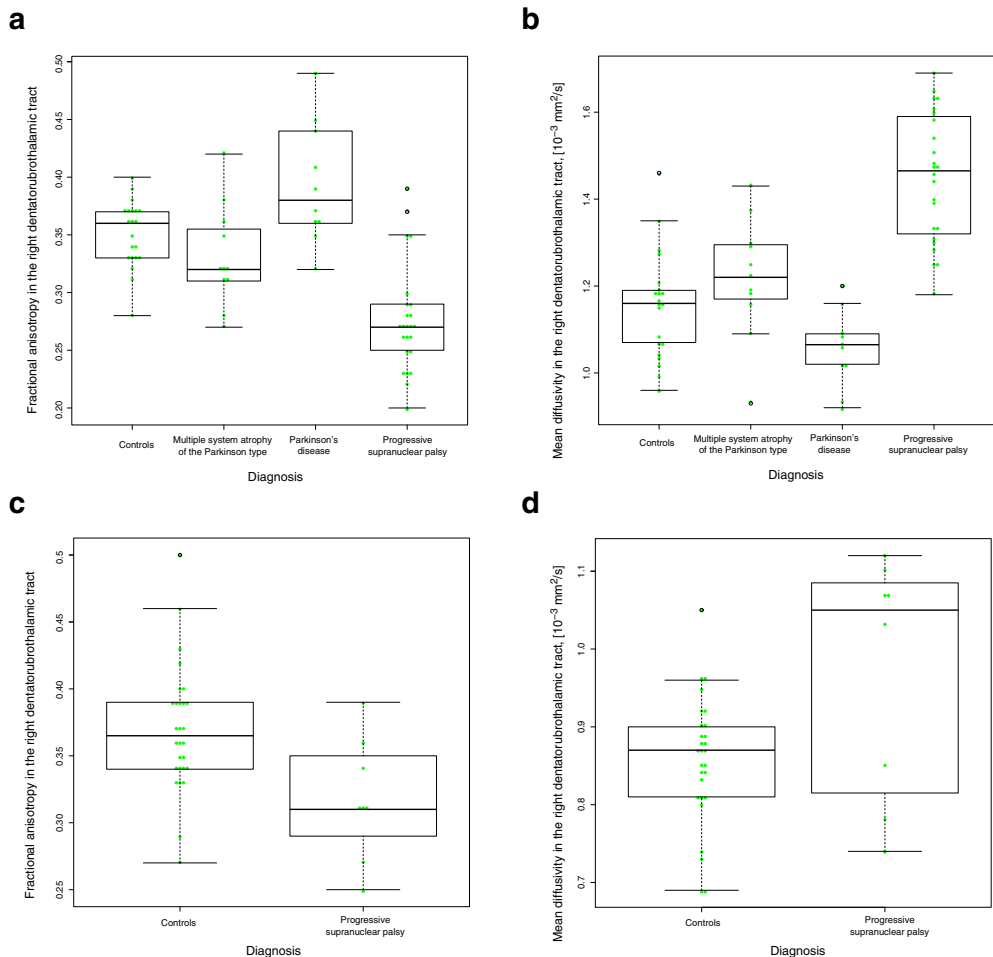 a
Fractional anisotropy in the right dentatorubrothalamic tract
0.50
0.45
0.40
0.35
0.30
0.25
0.20
Controls
Multiple system atrophy
of the Parkinson type
Parkinson's
disease
Progressive
supranuclear palsy
Diagnosis
b
Mean diffusivity in the right dentatorubrothalamic tract, [10⁻³ mm²/s]
1.6
1.4
1.2
1.0
Controls
Multiple system atrophy
of the Parkinson type
Parkinson's
disease
Progressive
supranuclear palsy
Diagnosis
c
Fractional anisotropy in the right dentatorubrothalamic tract
0.5
0.45
0.40
0.35
0.30
0.25
Controls
Progressive
supranuclear palsy
Diagnosis
d
Mean diffusivity in the right dentatorubrothalamic tract, [10⁻³ mm²/s]
1.1
1.0
0.9
0.8
0.7
Controls
Progressive
supranuclear palsy
Diagnosis